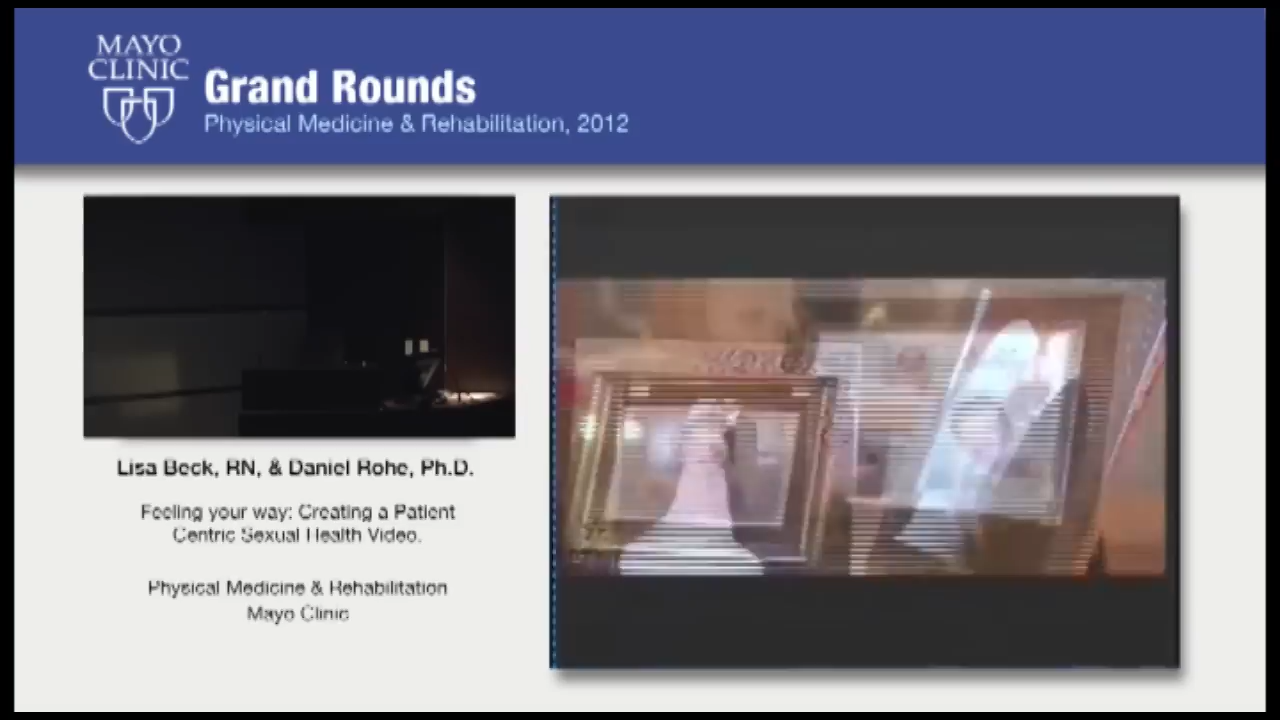 MAYO
CLINIC
Grand Rounds
Physical Medicine & Rehabilitation, 2012
Lisa Beck, RN, & Daniel Rohe, Ph.D.
Feeling your way: Creating a Patient
Centric Sexual Health Video.
Physical Medicine & Rehabilitation
Mayo Clinic